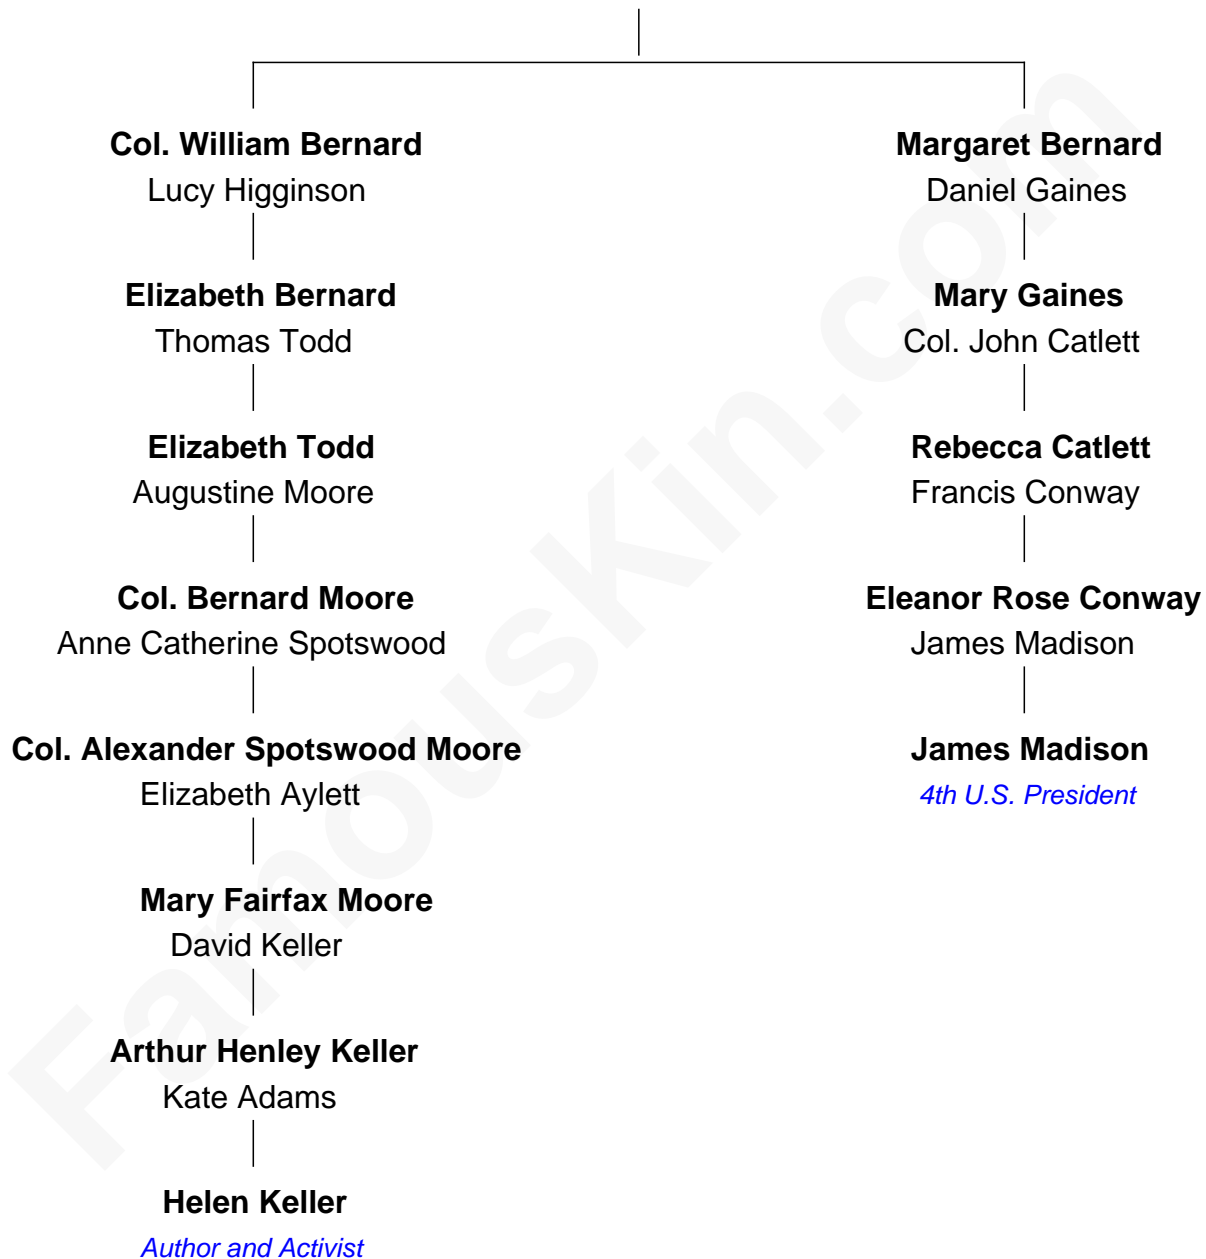 Col. William Bernard
Lucy Higginson
Elizabeth Bernard
Thomas Todd
Elizabeth Todd
Augustine Moore
Col. Bernard Moore
Anne Catherine Spotswood
Col. Alexander Spotswood Moore
Elizabeth Aylett
Mary Fairfax Moore
David Keller
Arthur Henley Keller
Kate Adams
Helen Keller
Author and Activist
Margaret Bernard
Daniel Gaines
Mary Gaines
Col. John Catlett
Rebecca Catlett
Francis Conway
Eleanor Rose Conway
James Madison
James Madison
4th U.S. President
FamousKin.com